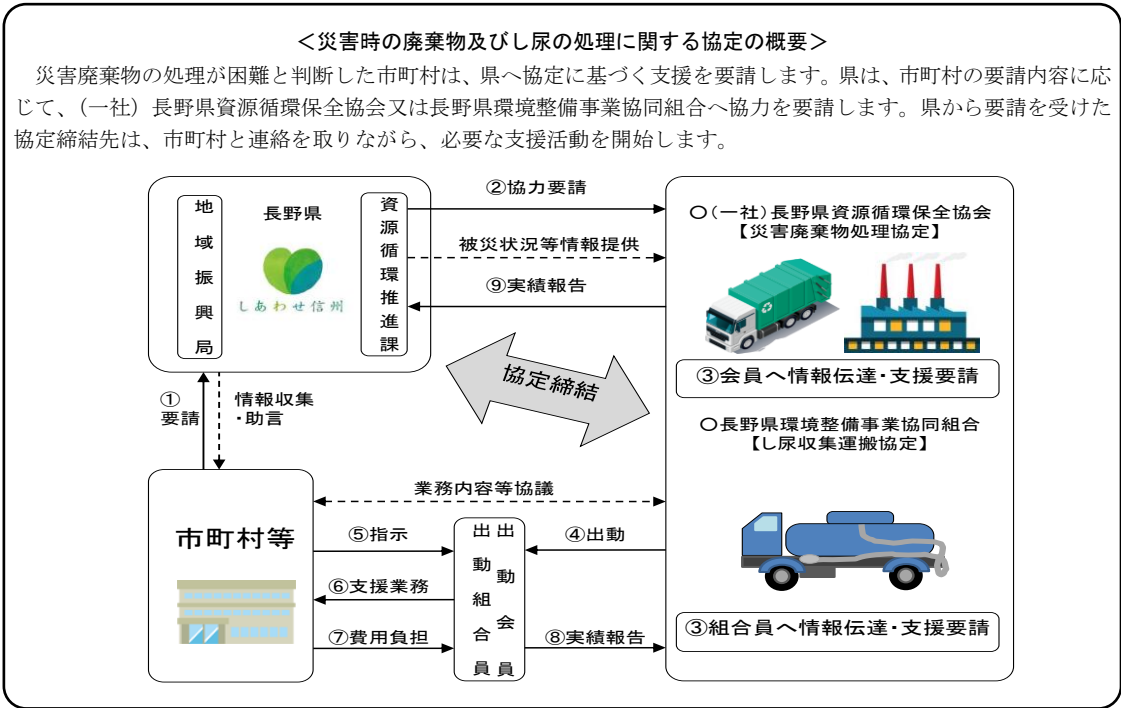 ＜災害時の廃棄物及びし尿の処理に関する協定の概要＞
災害廃棄物の処理が困難と判断した市町村は、県へ協定に基づく支援を要請します。県は、市町村の要請内容に応
じて、（一社）長野県資源循環保全協会又は長野県環境整備事業協同組合へ協力を要請します。県から要請を受けた
協定締結先は、市町村と連絡を取りながら、必要な支援活動を開始します。
地域振興局
長野県
しあわせ信州
資源循環推進課
②協力要請
被災状況等情報提供
⑨実績報告
○(一社)長野県資源循環保全協会
【災害廃棄物処理協定】
③会員へ情報伝達・支援要請
協定締結
①
要請
情報収集
・助言
○長野県環境整備事業協同組合
【し尿収集運搬協定】
③組合員へ情報伝達・支援要請
業務内容等協議
市町村等
⑤指示
⑥支援業務
⑦費用負担
出動会員
出動組合員
④出動
⑧実績報告